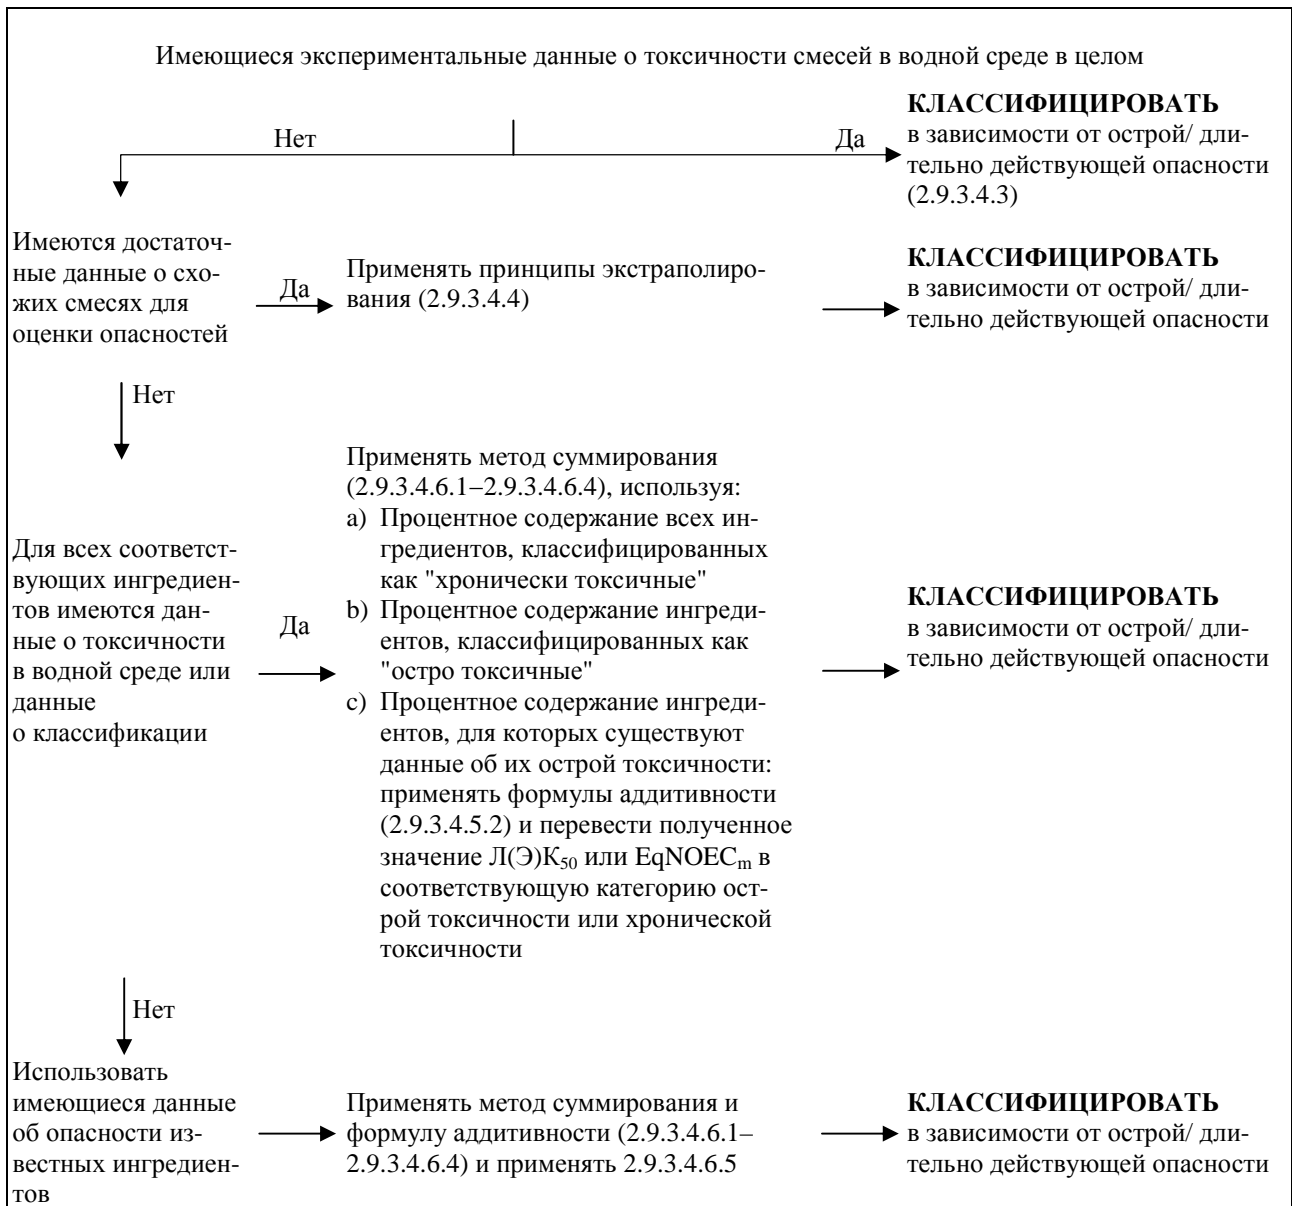 Имеющиеся экспериментальные данные о токсичности смесей в водной среде в целом
Нет
Да
КЛАССИФИЦИРОВАТЬ
в зависимости от острой/ дли-
тельно действующей опасности
(2.9.3.4.3)
Имеются достаточ-
ные данные о схо-
жих смесях для
оценки опасностей
Да
Применять принципы экстраполиро-
вания (2.9.3.4.4)
КЛАССИФИЦИРОВАТЬ
в зависимости от острой/ дли-
тельно действующей опасности
Нет
Для всех соответст-
вующих ингредиен-
тов имеются дан-
ные о токсичности
в водной среде или
данные
о классификации
Да
Применять метод суммирования
(2.9.3.4.6.1–2.9.3.4.6.4), используя:
a) Процентное содержание всех ин-
гредиентов, классифицированных
как "хронически токсичные"
b) Процентное содержание ингреди-
ентов, классифицированных как
"остро токсичные"
c) Процентное содержание ингреди-
ентов, для которых существуют
данные об их острой токсичности:
применять формулы аддитивности
(2.9.3.4.5.2) и перевести полученное
значение Л(Э)К50 или EqNOECm в
соответствующую категорию ост-
рой токсичности или хронической
токсичности
КЛАССИФИЦИРОВАТЬ
в зависимости от острой/ дли-
тельно действующей опасности
Нет
Использовать
имеющиеся данные
об опасности из-
вестных ингредиен-
тов
Применять метод суммирования и
формулу аддитивности (2.9.3.4.6.1–
2.9.3.4.6.4) и применять 2.9.3.4.6.5
КЛАССИФИЦИРОВАТЬ
в зависимости от острой/ дли-
тельно действующей опасности